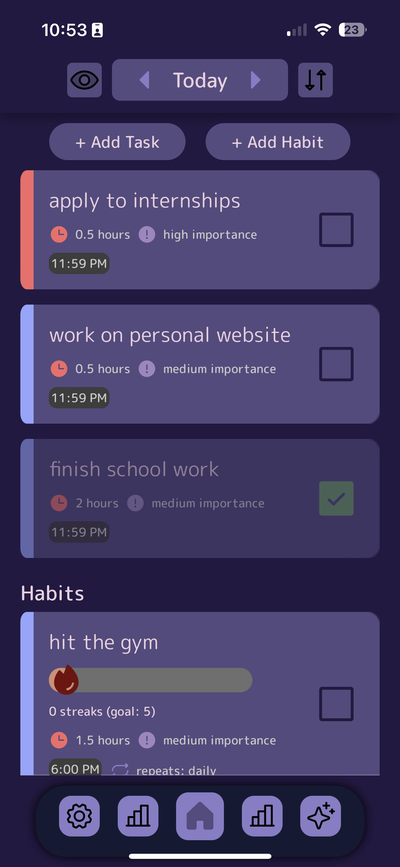 10:53 23
Today
+ Add Task + Add Habit
apply to internships
0.5 hours ! high importance
11:59 PM
work on personal website
0.5 hours ! medium importance
11:59 PM
finish school work
2 hours ! medium importance
11:59 PM
Habits
hit the gym
0 streaks (goal: 5)
1.5 hours ! medium importance
6:00 PM repeats: daily